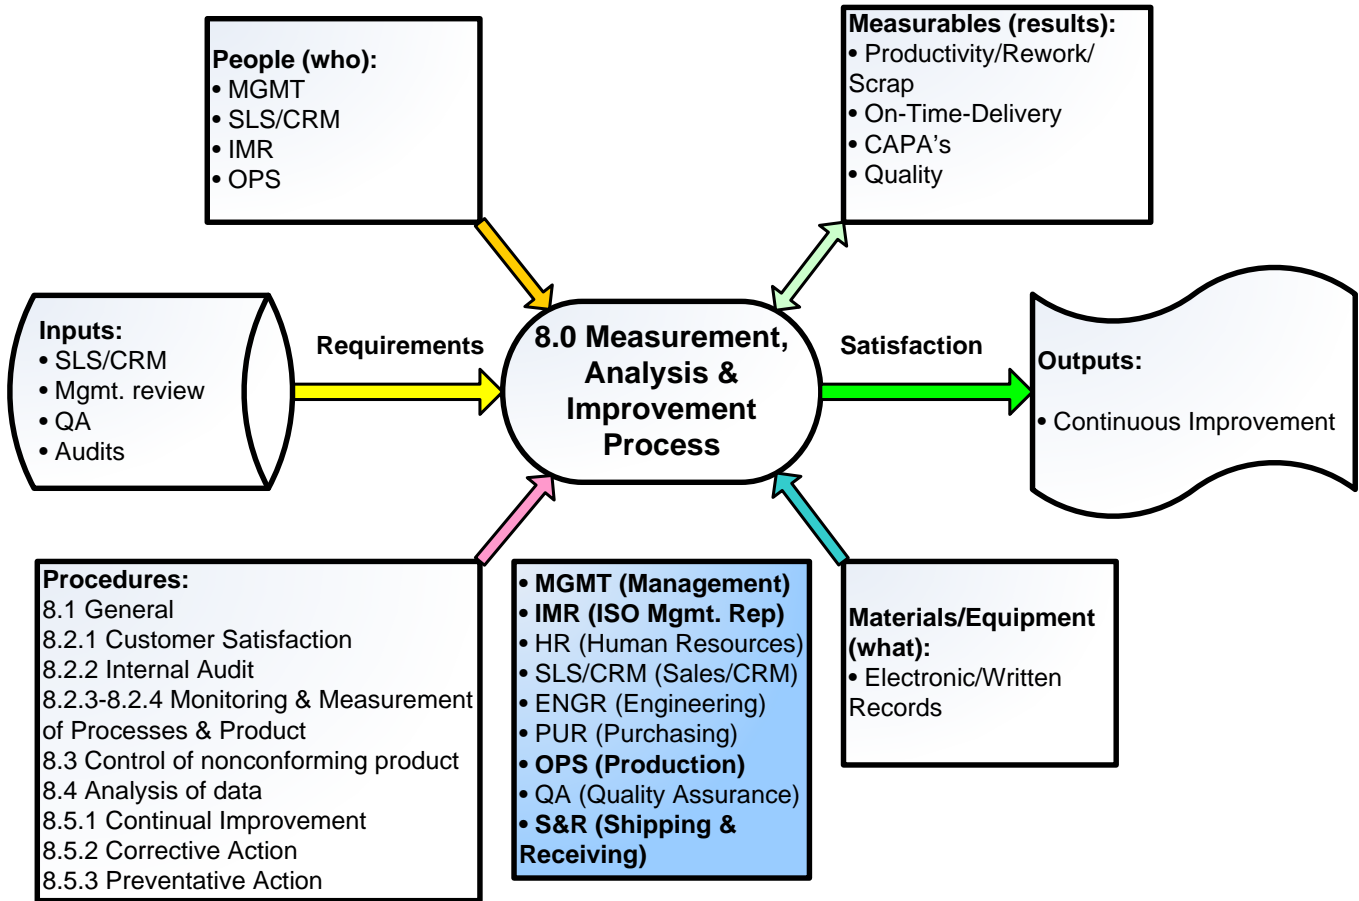 People (who):
• MGMT
• SLS/CRM
• IMR
• OPS
Measurables (results):
• Productivity/Rework/
Scrap
• On-Time-Delivery
• CAPA's
• Quality
Inputs:
• SLS/CRM
• Mgmt. review
• QA
• Audits
Requirements
8.0 Measurement,
Analysis &
Improvement
Process
Satisfaction
Outputs:
• Continuous Improvement
Procedures:
8.1 General
8.2.1 Customer Satisfaction
8.2.2 Internal Audit
8.2.3-8.2.4 Monitoring & Measurement
of Processes & Product
8.3 Control of nonconforming product
8.4 Analysis of data
8.5.1 Continual Improvement
8.5.2 Corrective Action
8.5.3 Preventative Action
• MGMT (Management)
• IMR (ISO Mgmt. Rep)
• HR (Human Resources)
• SLS/CRM (Sales/CRM)
• ENGR (Engineering)
• PUR (Purchasing)
• OPS (Production)
• QA (Quality Assurance)
• S&R (Shipping &
Receiving)
Materials/Equipment
(what):
• Electronic/Written
Records